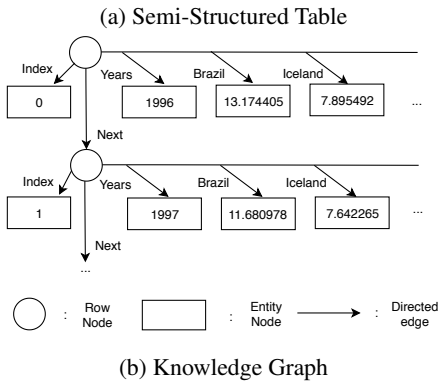 (a) Semi-Structured Table
Index Years Brazil Iceland
0 1996 13.174405 7.895492 ...
Next
Index Years Brazil Iceland
1 1997 11.680978 7.642265 ...
Next
...
: Row Node : Entity Node : Directed edge
(b) Knowledge Graph